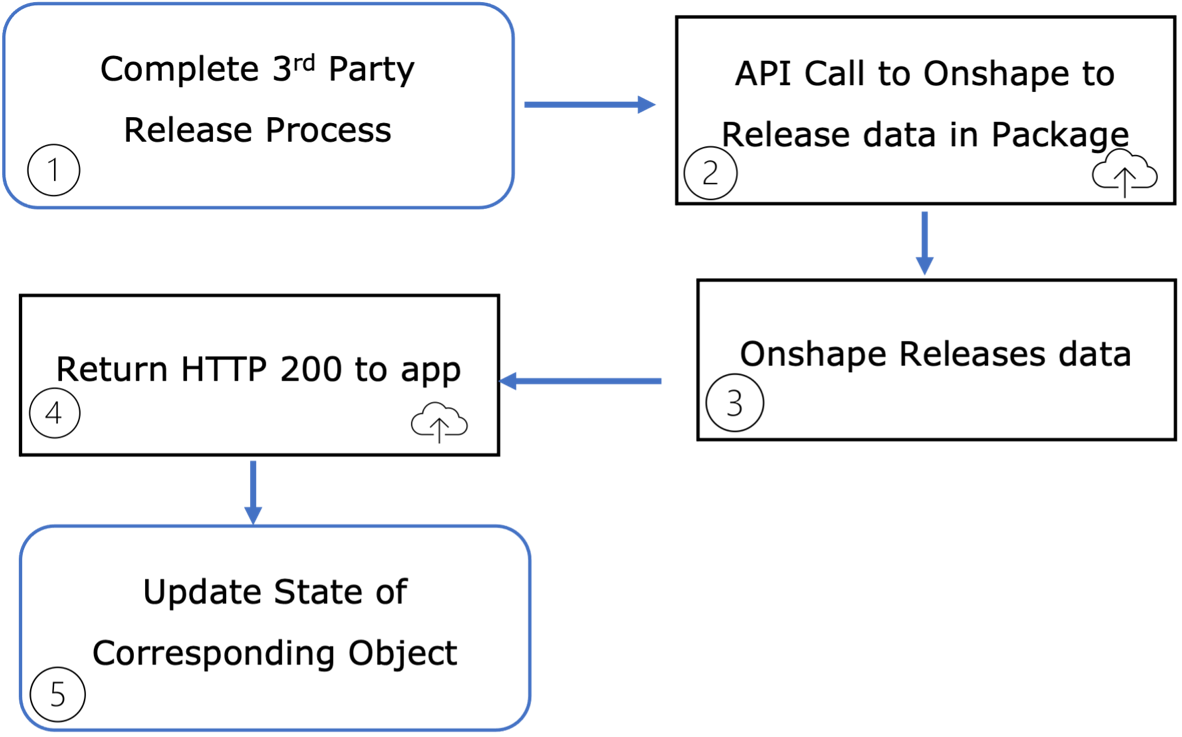 Complete 3rd Party
Release Process
1
API Call to Onshape to
Release data in Package
2
Onshape Releases data
3
Return HTTP 200 to app
4
Update State of
Corresponding Object
5